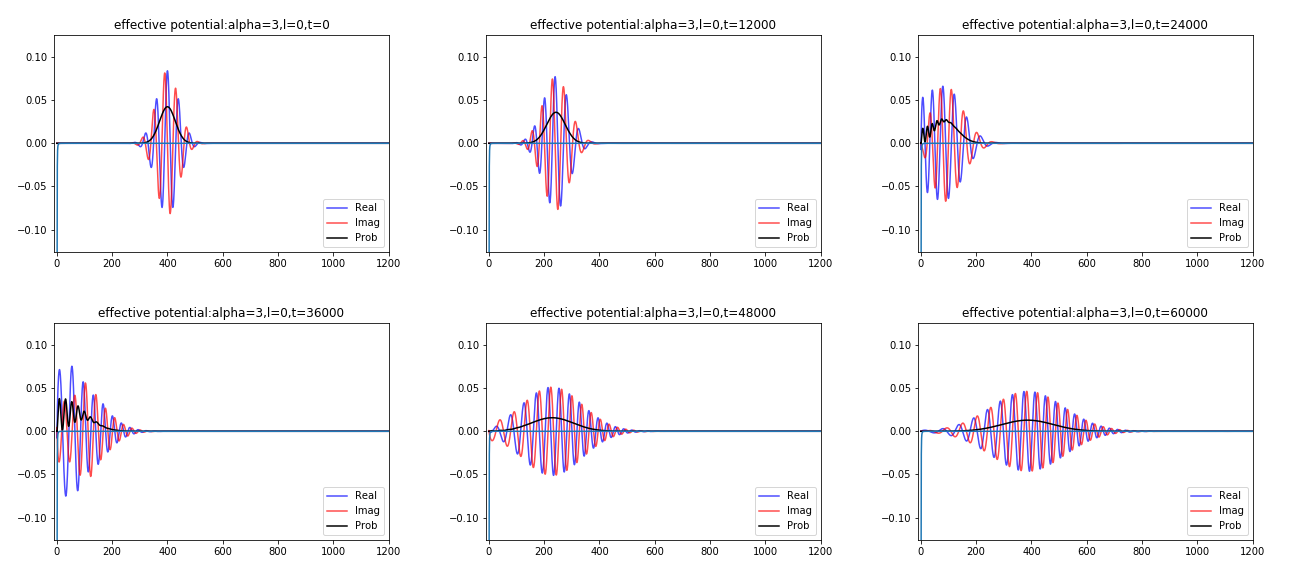 effective potential:alpha=3,l=0,t=0
0.10
0.05
0.00
−0.05
−0.10
0 200 400 600 800 1000 1200
Real
Imag
Prob
effective potential:alpha=3,l=0,t=12000
0.10
0.05
0.00
−0.05
−0.10
0 200 400 600 800 1000 1200
Real
Imag
Prob
effective potential:alpha=3,l=0,t=24000
0.10
0.05
0.00
−0.05
−0.10
0 200 400 600 800 1000 1200
Real
Imag
Prob
effective potential:alpha=3,l=0,t=36000
0.10
0.05
0.00
−0.05
−0.10
0 200 400 600 800 1000 1200
Real
Imag
Prob
effective potential:alpha=3,l=0,t=48000
0.10
0.05
0.00
−0.05
−0.10
0 200 400 600 800 1000 1200
Real
Imag
Prob
effective potential:alpha=3,l=0,t=60000
0.10
0.05
0.00
−0.05
−0.10
0 200 400 600 800 1000 1200
Real
Imag
Prob